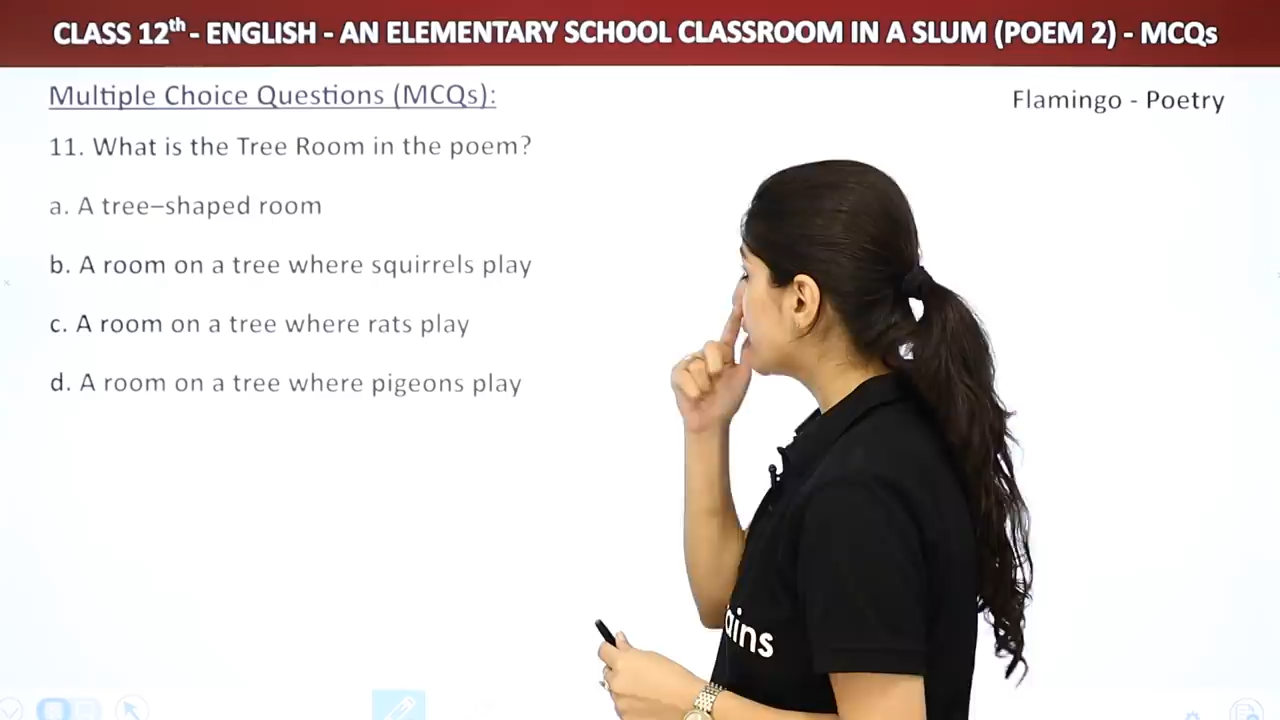 CLASS 12th - ENGLISH - AN ELEMENTARY SCHOOL CLASSROOM IN A SLUM (POEM 2) - MCQs
Multiple Choice Questions (MCQs):
Flamingo - Poetry
11. What is the Tree Room in the poem?
a. A tree–shaped room
b. A room on a tree where squirrels play
c. A room on a tree where rats play
d. A room on a tree where pigeons play
ains